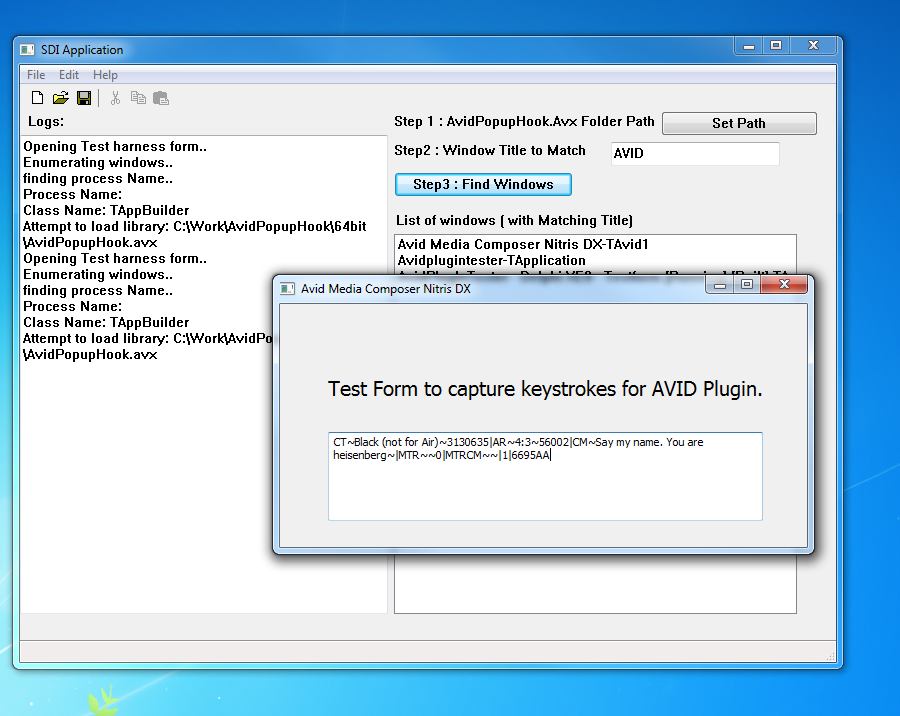 SDI Application
File Edit Help
Logs:
Opening Test harness form..
Enumerating windows..
finding process Name..
Process Name:
Class Name: TAppBuilder
Attempt to load library: C:\Work\AvidPopupHook\64bit
\AvidPopupHook.avx
Opening Test harness form..
Enumerating windows..
finding process Name..
Process Name:
Class Name: TAppBuilder
Attempt to load library: C:\Work\AvidPo
\AvidPopupHook.avx
Step 1 : AvidPopupHook.Avx Folder Path
Set Path
Step2 : Window Title to Match
AVID
Step3 : Find Windows
List of windows ( with Matching Title)
Avid Media Composer Nitris DX-TAvid1
Avidplugintester-TApplication
Avid Media Composer Nitris DX
Test Form to capture keystrokes for AVID Plugin.
CT~Black (not for Air)~3130635|AR~4:3~56002|CM~Say my name. You are
heisenberg~|MTR~~0|MTRCM~~|1|6695AA